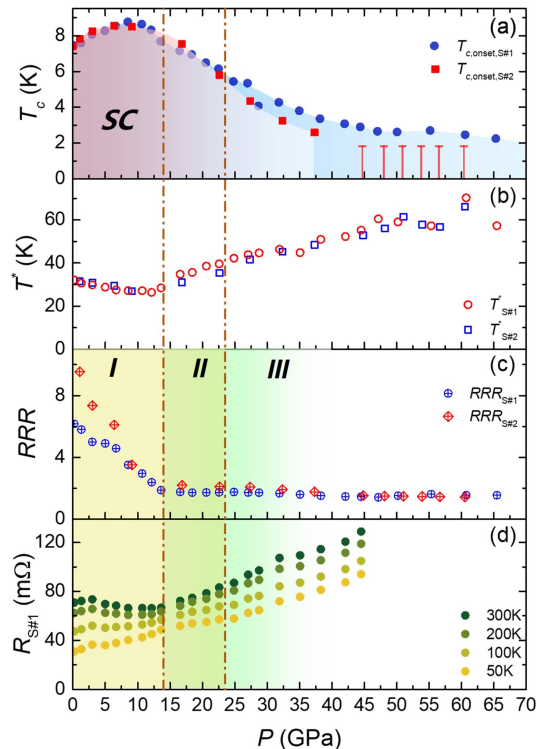 (a)
8
6
4
2
0
T_c (K)
SC
T_c,onset,S#1
T_c,onset,S#2
(b)
60
40
20
0
T* (K)
T*_S#1
T*_S#2
(c)
I
II
III
8
4
0
RRR
RRR_S#1
RRR_S#2
(d)
120
80
40
0
R_S#1 (mΩ)
300K
200K
100K
50K
0 5 10 15 20 25 30 35 40 45 50 55 60 65 70
P (GPa)